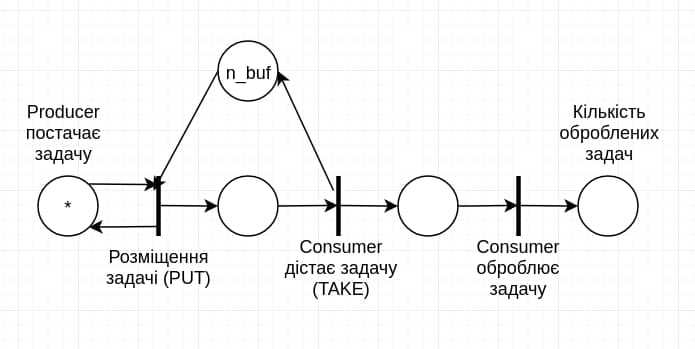 n_buf
Producer
постачає
задачу
Кількість
оброблених
задач
*
Розміщення
задачі (PUT)
Consumer
дістає задачу
(TAKE)
Consumer
оброблює
задачу